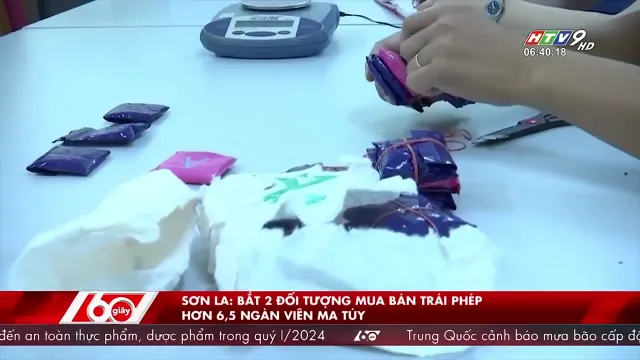 HTV9 HD
06:40:18
60 giây
SƠN LA: BẮT 2 ĐỐI TƯỢNG MUA BÁN TRÁI PHÉP
HƠN 6,5 NGÀN VIÊN MA TÚY
đến an toàn thực phẩm, dược phẩm trong quý I/2024 60 Trung Quốc cảnh báo mưa bão cấp đ